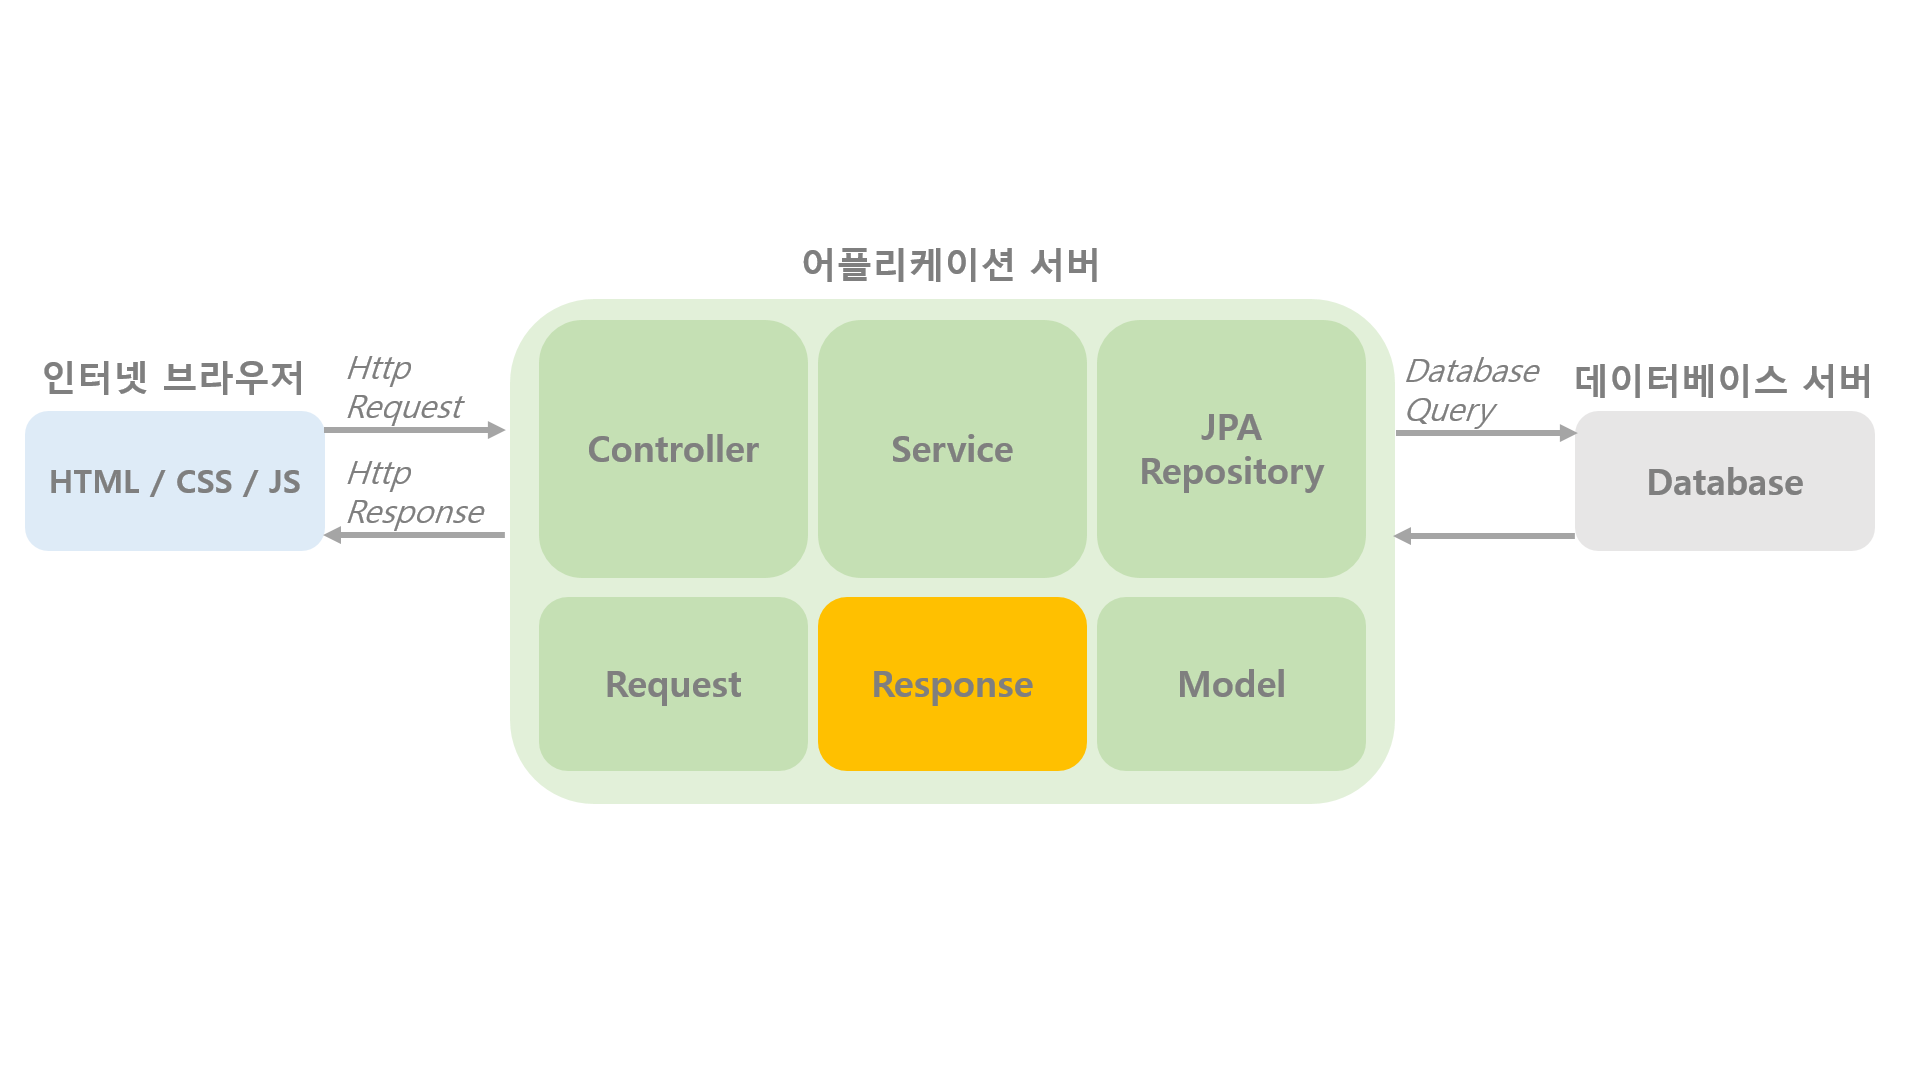 어플리케이션 서버
인터넷 브라우저
HTML / CSS / JS
Http
Request
Http
Response
Controller
Service
JPA
Repository
Request
Response
Model
Database
Query
데이터베이스 서버
Database